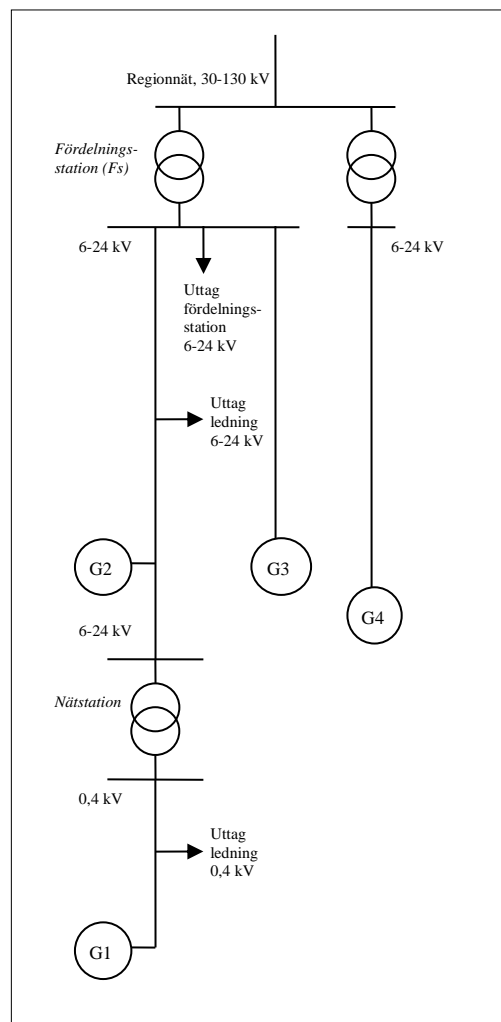 Regionnät, 30-130 kV
Fördelnings-
station (Fs)
6-24 kV
6-24 kV
Uttag
fördelnings-
station
6-24 kV
Uttag
ledning
6-24 kV
G2
G3
G4
6-24 kV
Nätstation
0,4 kV
Uttag
ledning
0,4 kV
G1